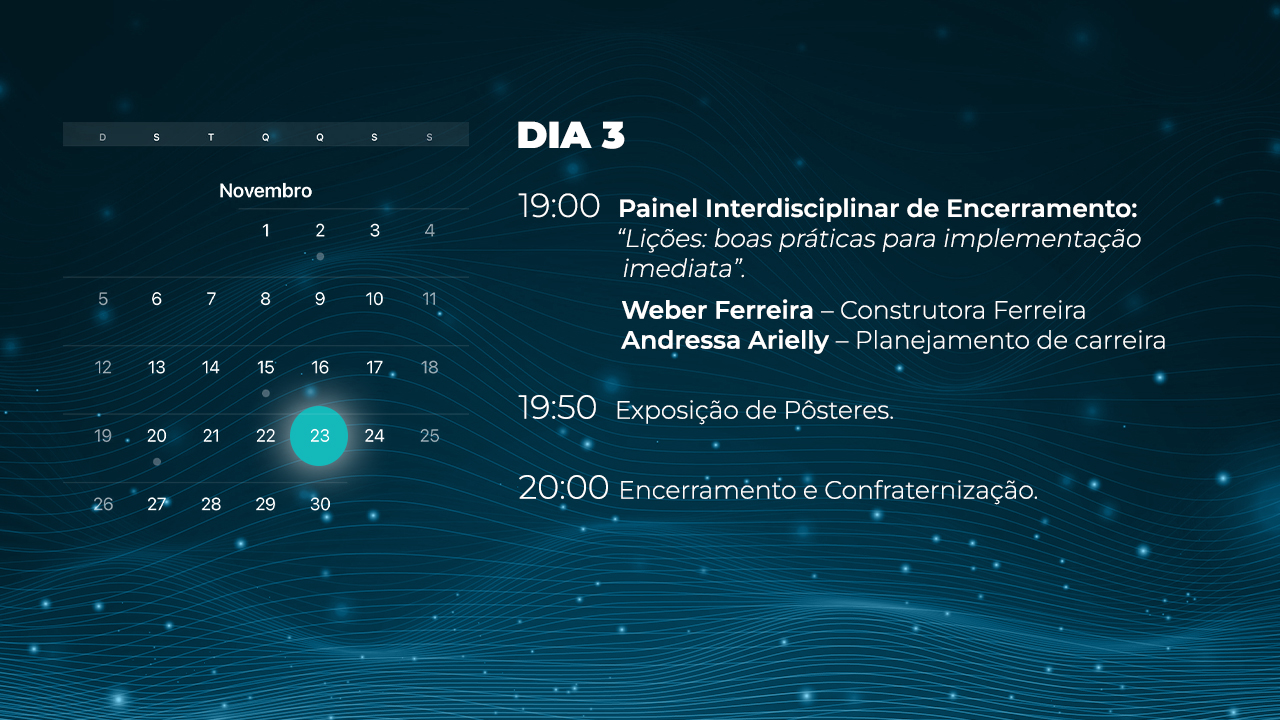 D S T Q Q S S
Novembro
1 2 3 4
5 6 7 8 9 10 11
12 13 14 15 16 17 18
19 20 21 22 23 24 25
26 27 28 29 30
DIA 3
19:00 Painel Interdisciplinar de Encerramento:
“Lições: boas práticas para implementação
imediata”.
Weber Ferreira – Construtora Ferreira
Andressa Arielly – Planejamento de carreira
19:50 Exposição de Pôsteres.
20:00 Encerramento e Confraternização.